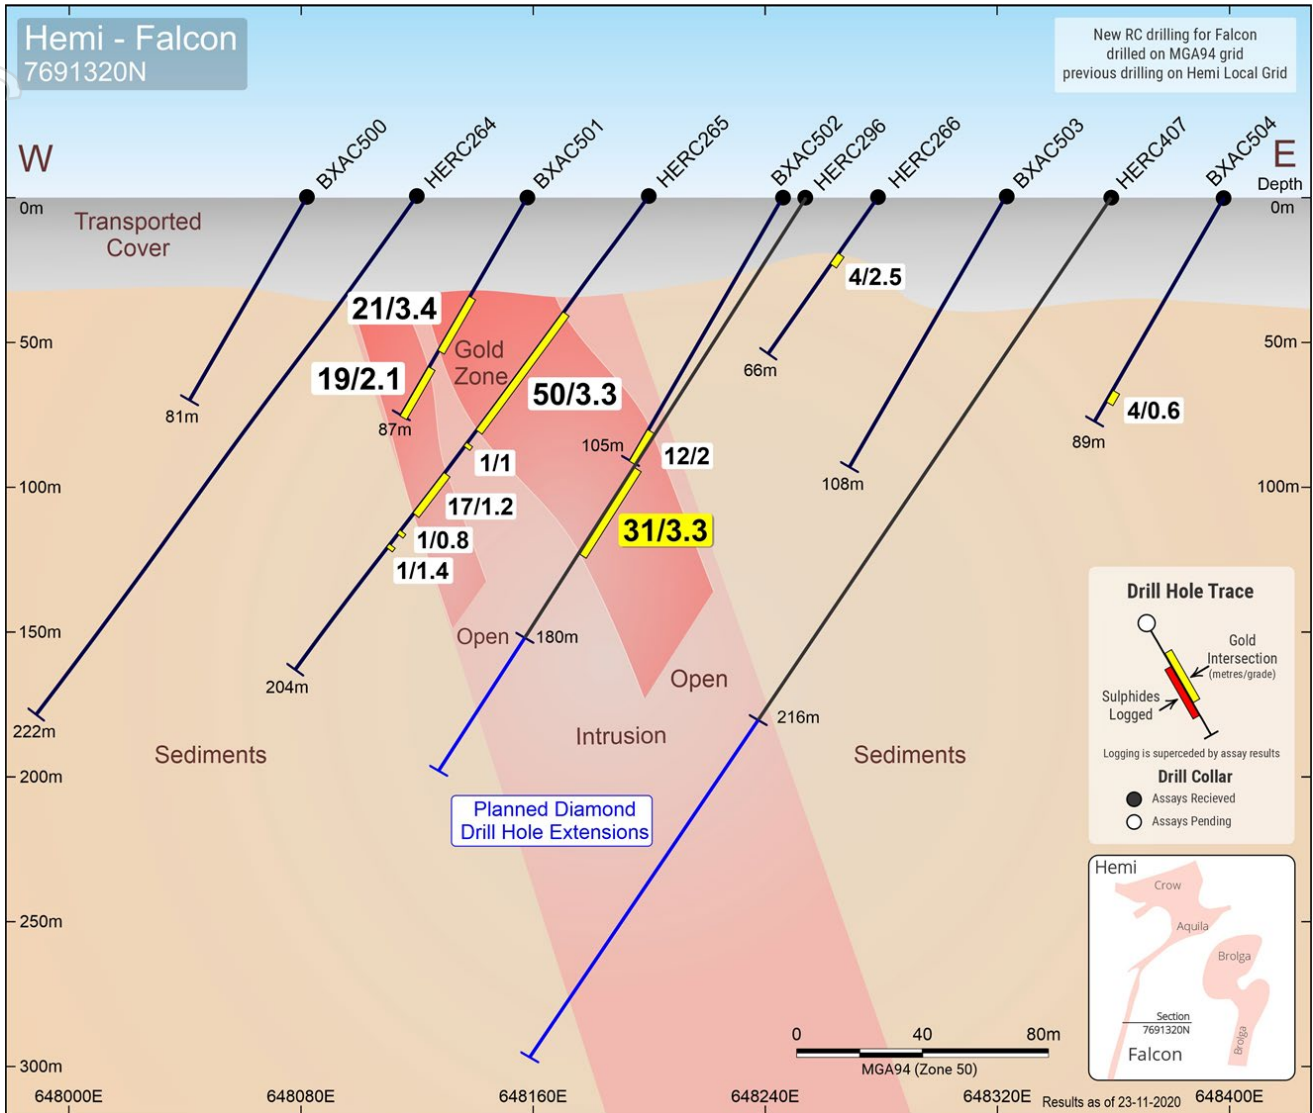 Hemi - Falcon
7691320N
New RC drilling for Falcon
drilled on MGA94 grid
previous drilling on Hemi Local Grid
W
E
BXAC500
HERC264
BXAC501
HERC265
BXAC502
HERC296
HERC266
BXAC503
HERC407
BXAC504
Depth
0m
0m
Transported
Cover
4/2.5
21/3.4
50m
50m
Gold
Zone
66m
19/2.1
50/3.3
4/0.6
81m
87m
89m
105m
12/2
1/1
108m
100m
100m
17/1.2
31/3.3
1/0.8
1/1.4
150m
Open
180m
204m
Open
222m
216m
Sediments
Intrusion
Sediments
200m
Planned Diamond
Drill Hole Extensions
250m
300m
Drill Hole Trace
Gold
Intersection
(metres/grade)
Sulphides
Logged
Logging is superceded by assay results
Drill Collar
Assays Recieved
Assays Pending
Hemi
Crow
Aquila
Brolga
Section
7691320N
Brolga
Falcon
0 40 80m
MGA94 (Zone 50)
648000E 648080E 648160E 648240E 648320E 648400E
Results as of 23-11-2020